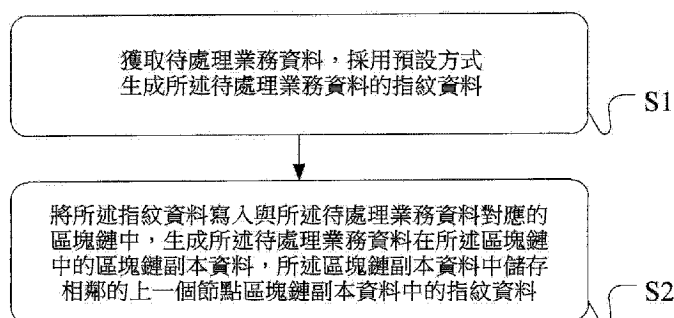 獲取待處理業務資料，採用預設方式
生成所述待處理業務資料的指紋資料
S1
將所述指紋資料寫入與所述待處理業務資料對應的
區塊鏈中，生成所述待處理業務資料在所述區塊鏈
中的區塊鏈副本資料，所述區塊鏈副本資料中儲存
相鄰的上一個節點區塊鏈副本資料中的指紋資料
S2